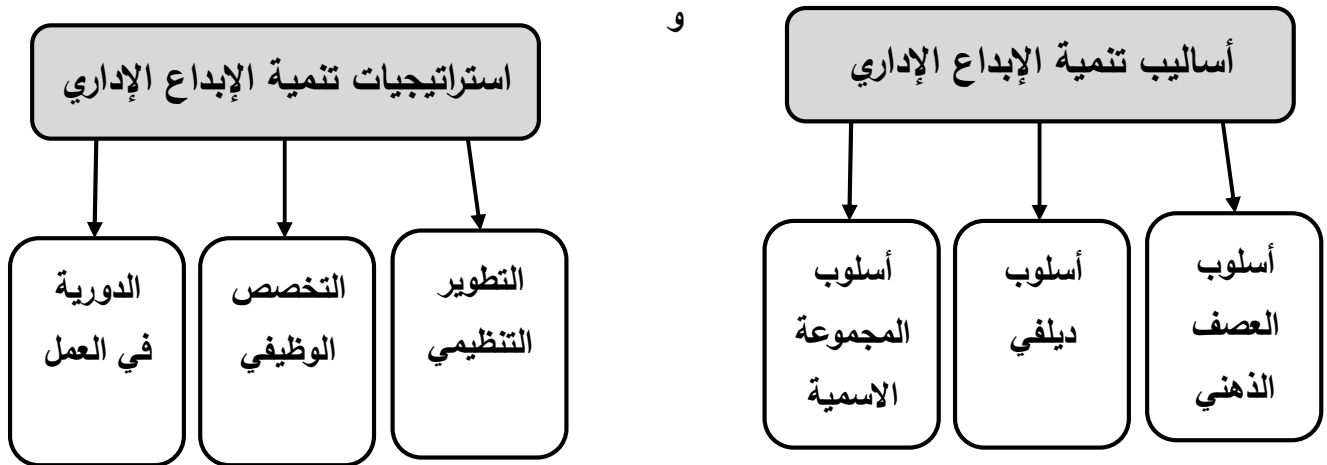 أساليب تنمية الإبداع الإداري
و
استراتيجيات تنمية الإبداع الإداري
أسلوب
العصف
الذهني
أسلوب
ديلفي
أسلوب
المجموعة
الاسمية
التطوير
التنظيمي
التخصص
الوظيفي
الدورية
في العمل